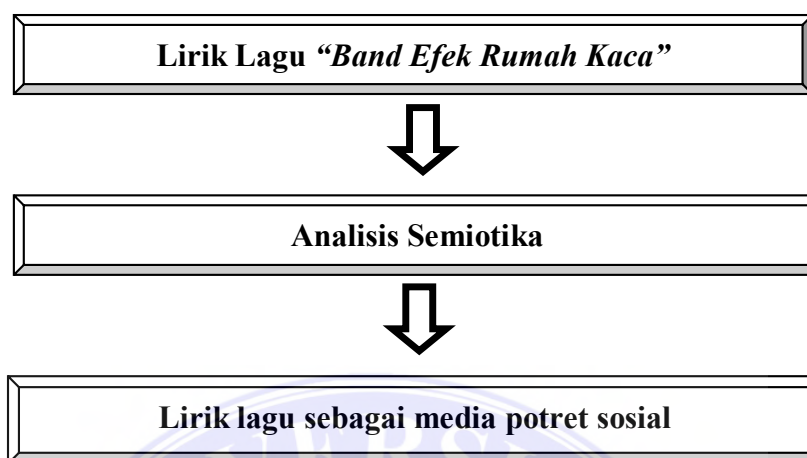 Lirik Lagu “Band Efek Rumah Kaca”
Analisis Semiotika
Lirik lagu sebagai media potret sosial